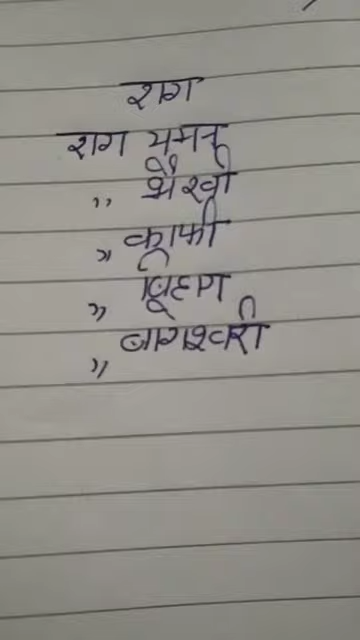 राग
राग यमन
" भैरवी
" काफी
" बिहाग
" बागेश्वरी